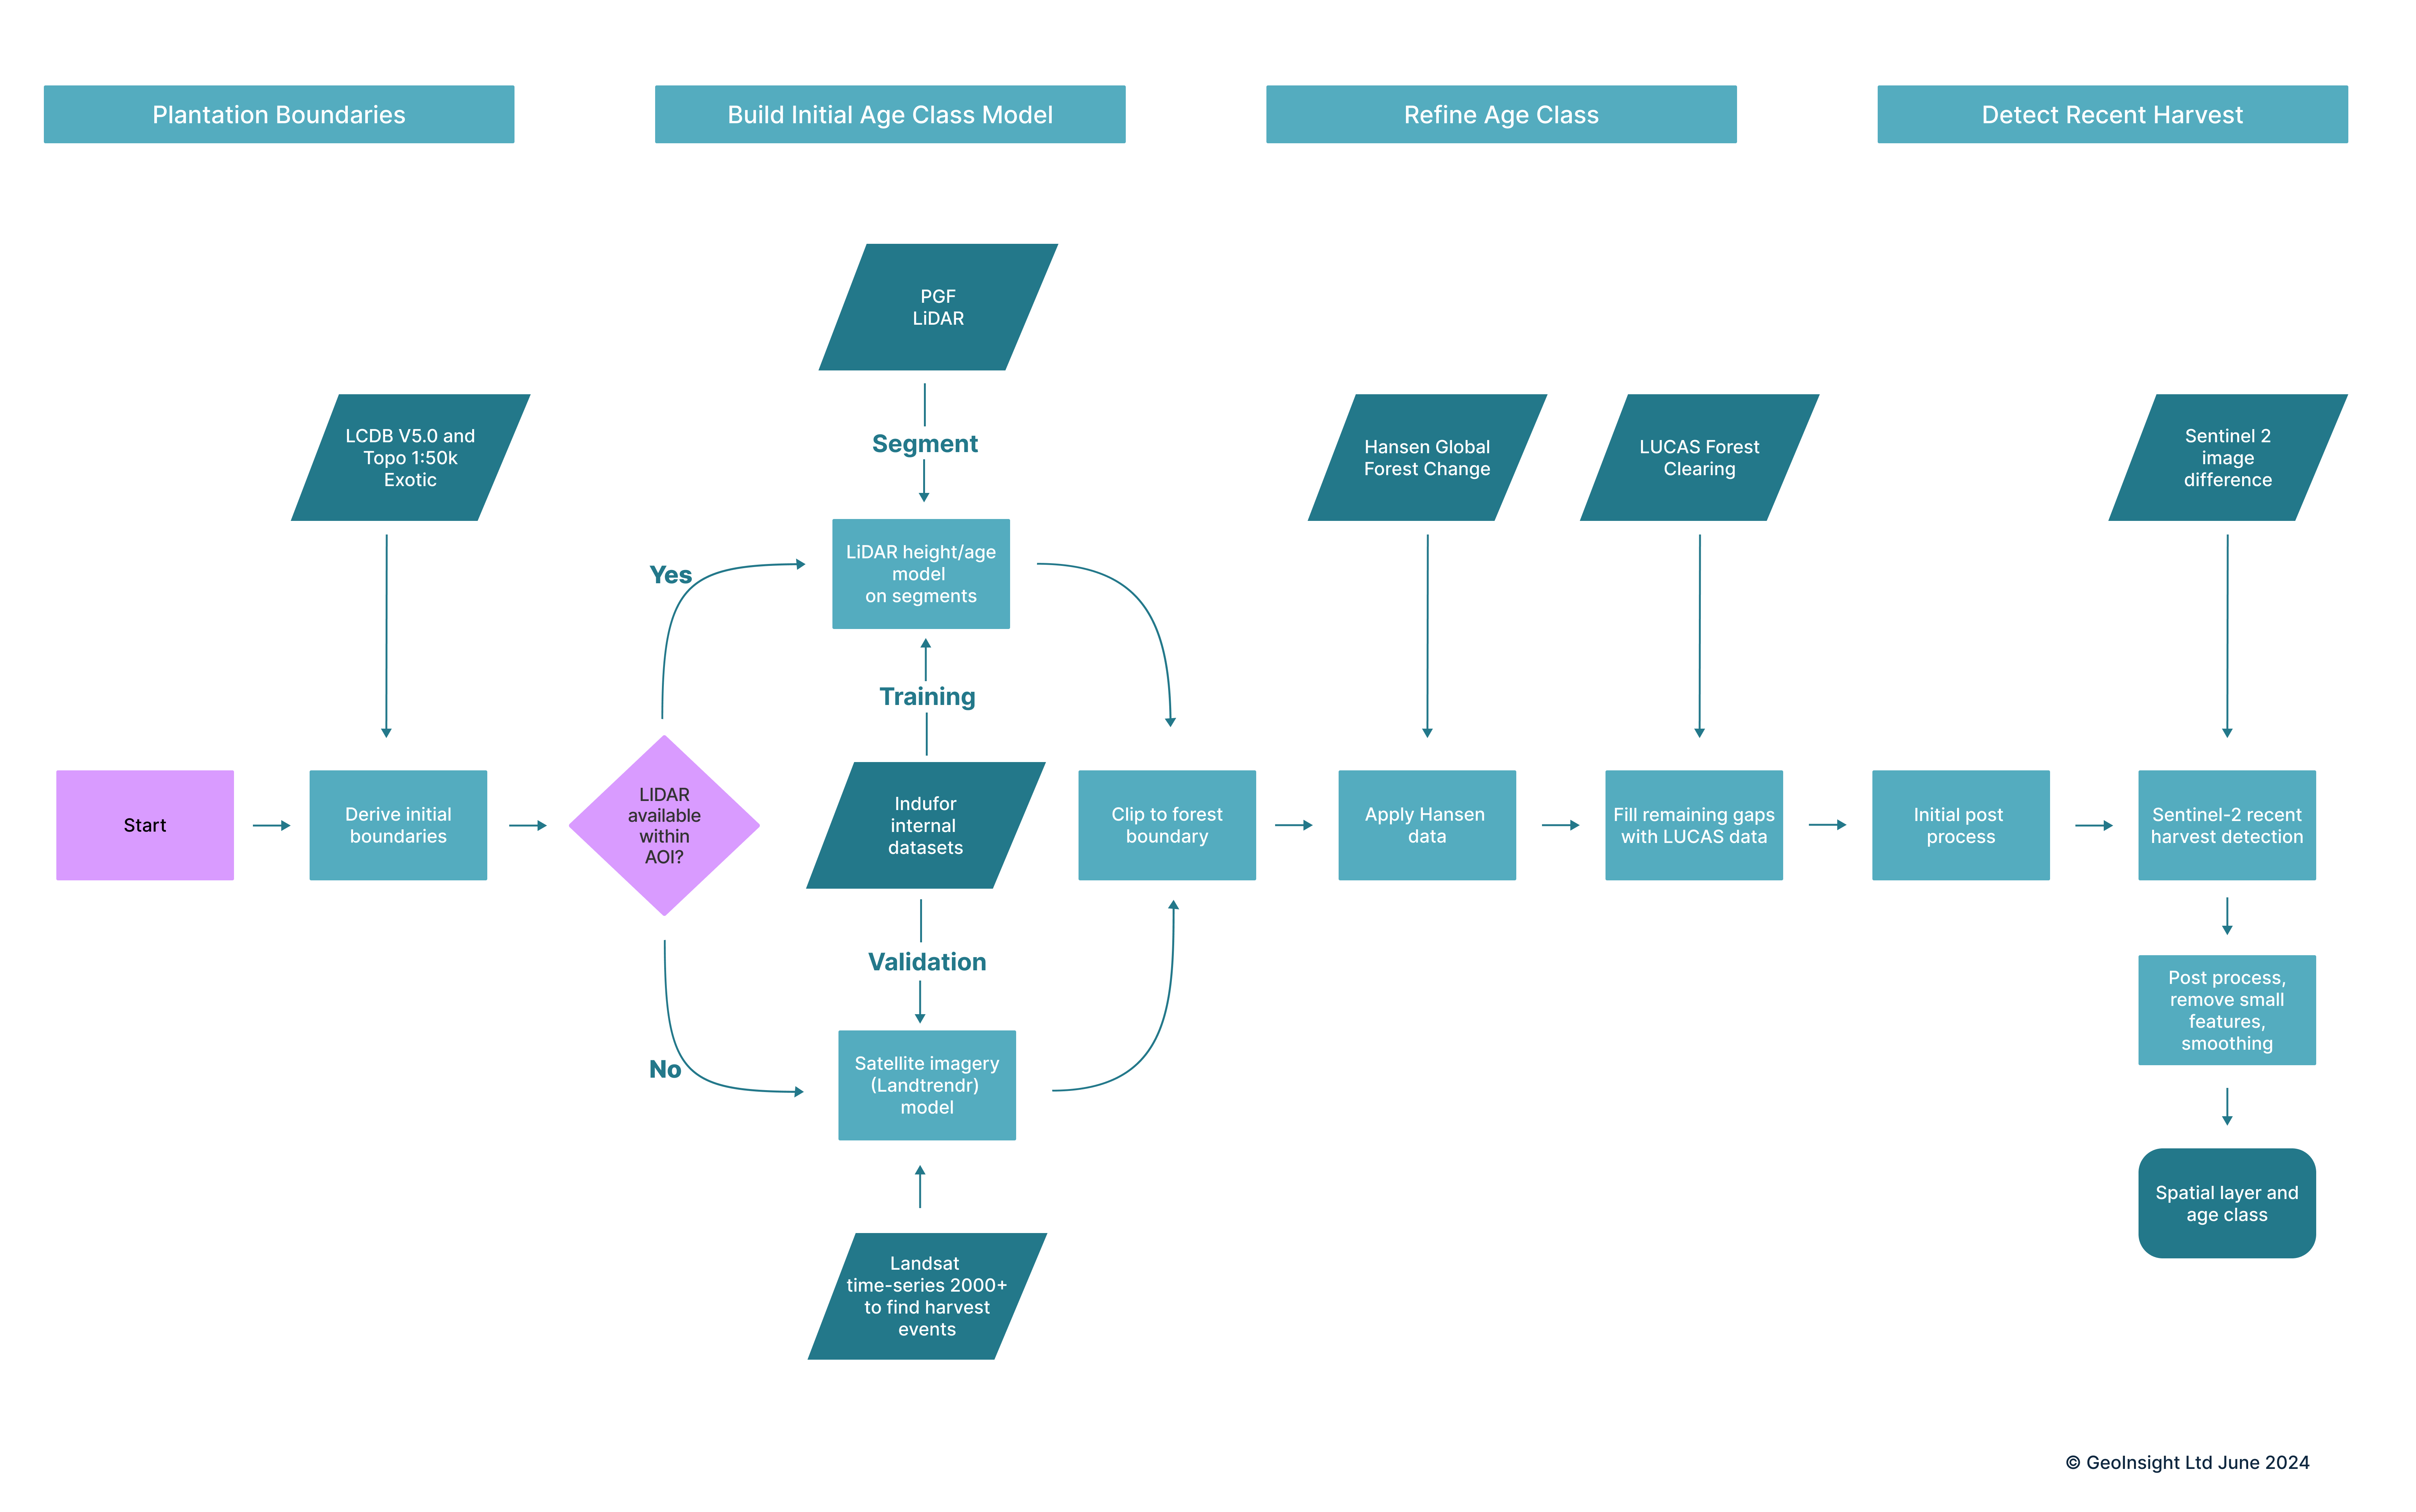 Plantation Boundaries
Build Initial Age Class Model
Refine Age Class
Detect Recent Harvest
PGF
LiDAR
LCDB V5.0 and
Topo 1:50k
Exotic
Segment
Hansen Global
Forest Change
LUCAS Forest
Clearing
Sentinel 2
image
difference
Yes
LiDAR height/age
model
on segments
Training
Start
Derive initial
boundaries
LIDAR
available
within
AOI?
Indufor
internal
datasets
Clip to forest
boundary
Apply Hansen
data
Fill remaining gaps
with LUCAS data
Initial post
process
Sentinel-2 recent
harvest detection
Validation
No
Satellite imagery
(Landtrendr)
model
Post process,
remove small
features,
smoothing
Landsat
time-series 2000+
to find harvest
events
Spatial layer and
age class
© GeoInsight Ltd June 2024